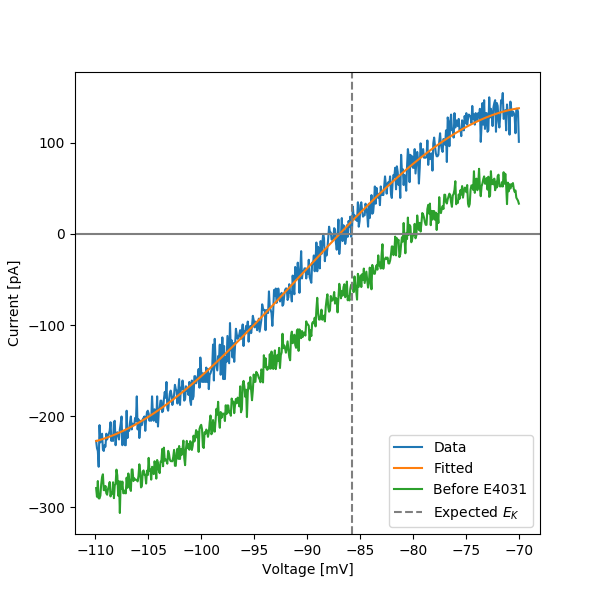 100
0
−100
−200
−300
Current [pA]
−110 −105 −100 −95 −90 −85 −80 −75 −70
Voltage [mV]
Data
Fitted
Before E4031
Expected $E_K$